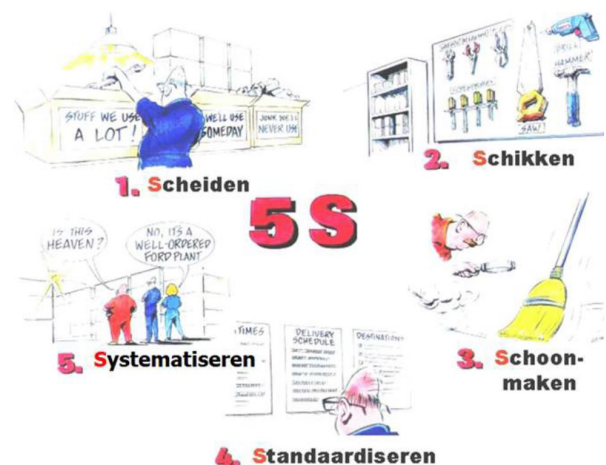 STUFF WE USE
A LOT!
WE'LL USE
SOMEDAY
JUNK WE'LL
NEVER USE
1. Scheiden
DRILL!
HAMMER!
SAW!
2. Schikken
5S
IS THIS
HEAVEN?
NO, IT'S A
WELL-ORDERED
FORD PLANT
5. Systematiseren
3. Schoon-
maken
TIMES
DELIVERY
SCHEDULE
DESTINATION
4. Standaardiseren